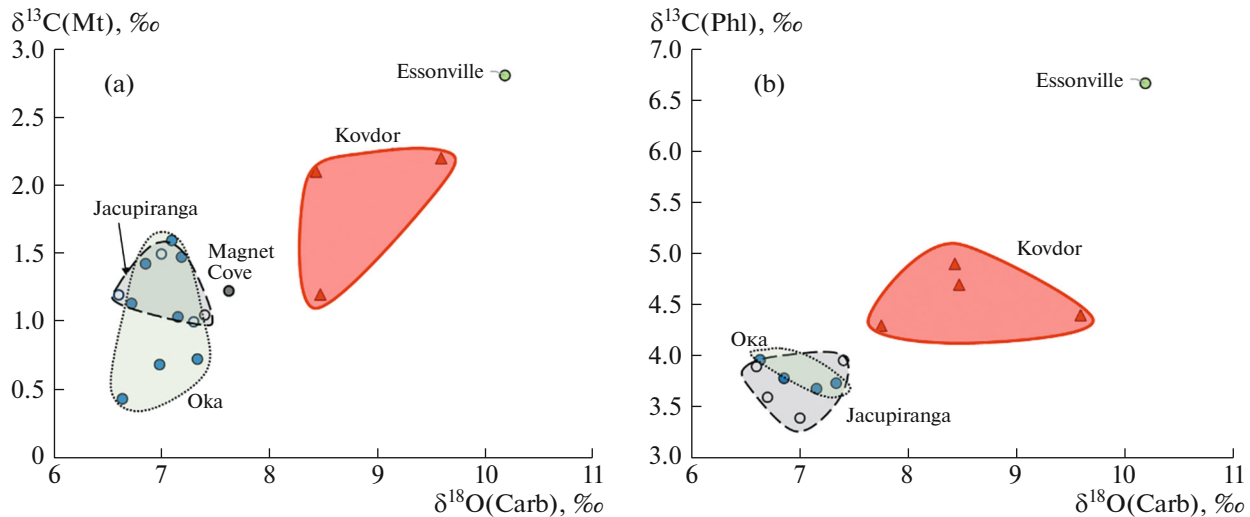 δ¹³C(Mt), ‰
3.0
2.5
2.0
1.5
1.0
0.5
0
(a)
Essonville
Kovdor
Jacupiranga
Magnet
Cove
Oka
6
7
8
9
10
11
δ¹⁸O(Carb), ‰
δ¹³C(Phl), ‰
7.0
6.5
6.0
5.5
5.0
4.5
4.0
3.5
3.0
(b)
Essonville
Kovdor
Oка
Jacupiranga
6
7
8
9
10
11
δ¹⁸O(Carb), ‰